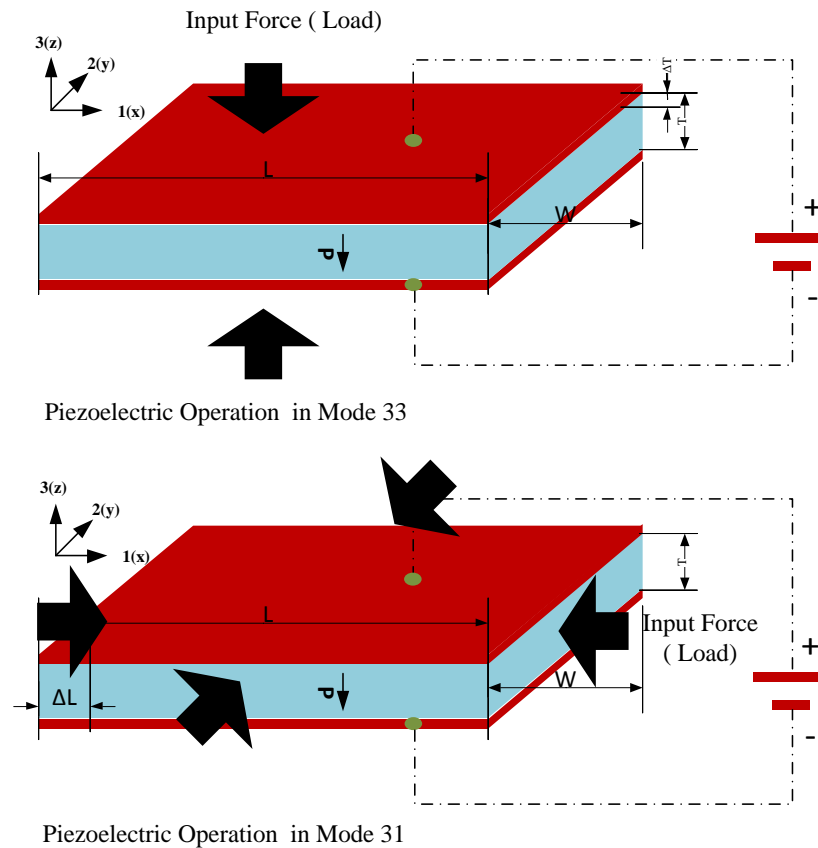 Input Force ( Load)
3(z)
2(y)
1(x)
ΔT
T
L
W
P
+
-
Piezoelectric Operation in Mode 33
3(z)
2(y)
1(x)
T
L
Input Force
( Load)
W
P
ΔL
+
-
Piezoelectric Operation in Mode 31